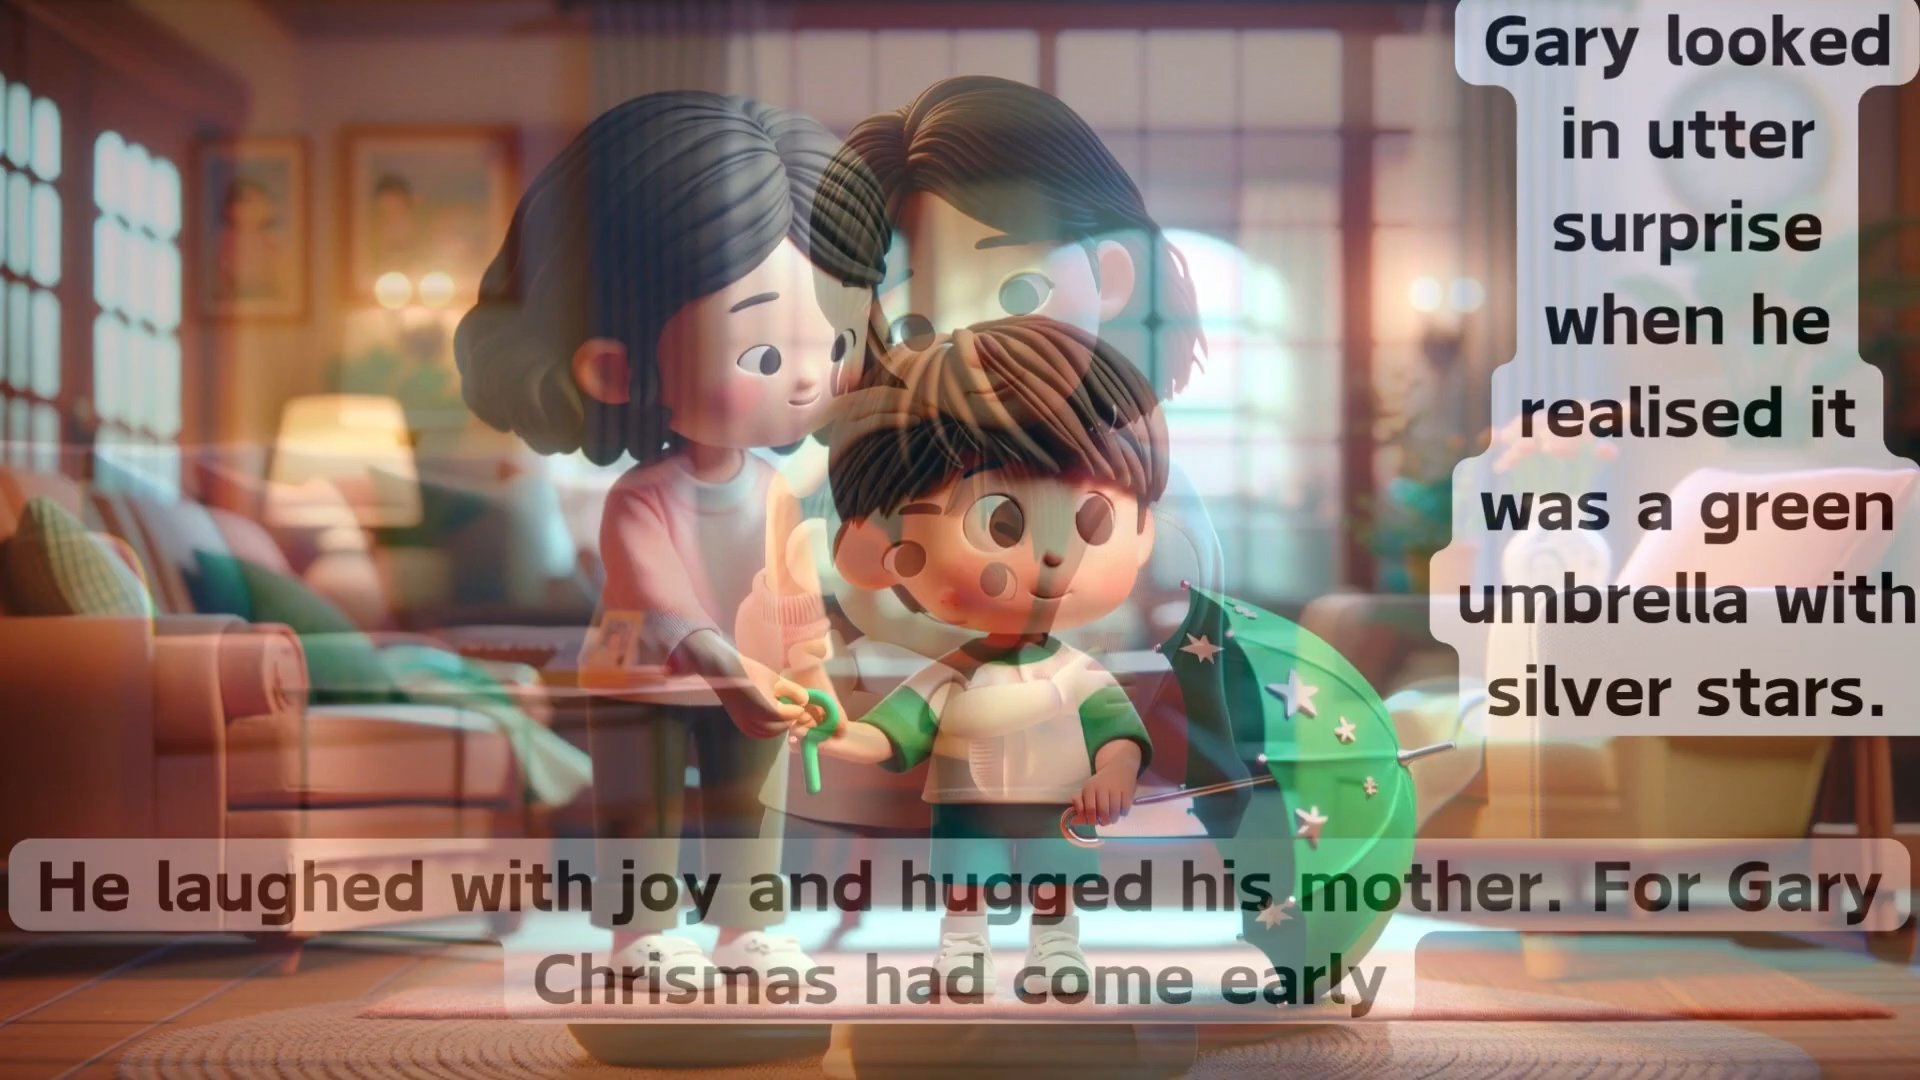 Gary looked
in utter
surprise
when he
realised it
was a green
umbrella with
silver stars.
He laughed with joy and hugged his mother. For Gary
Chrismas had come early